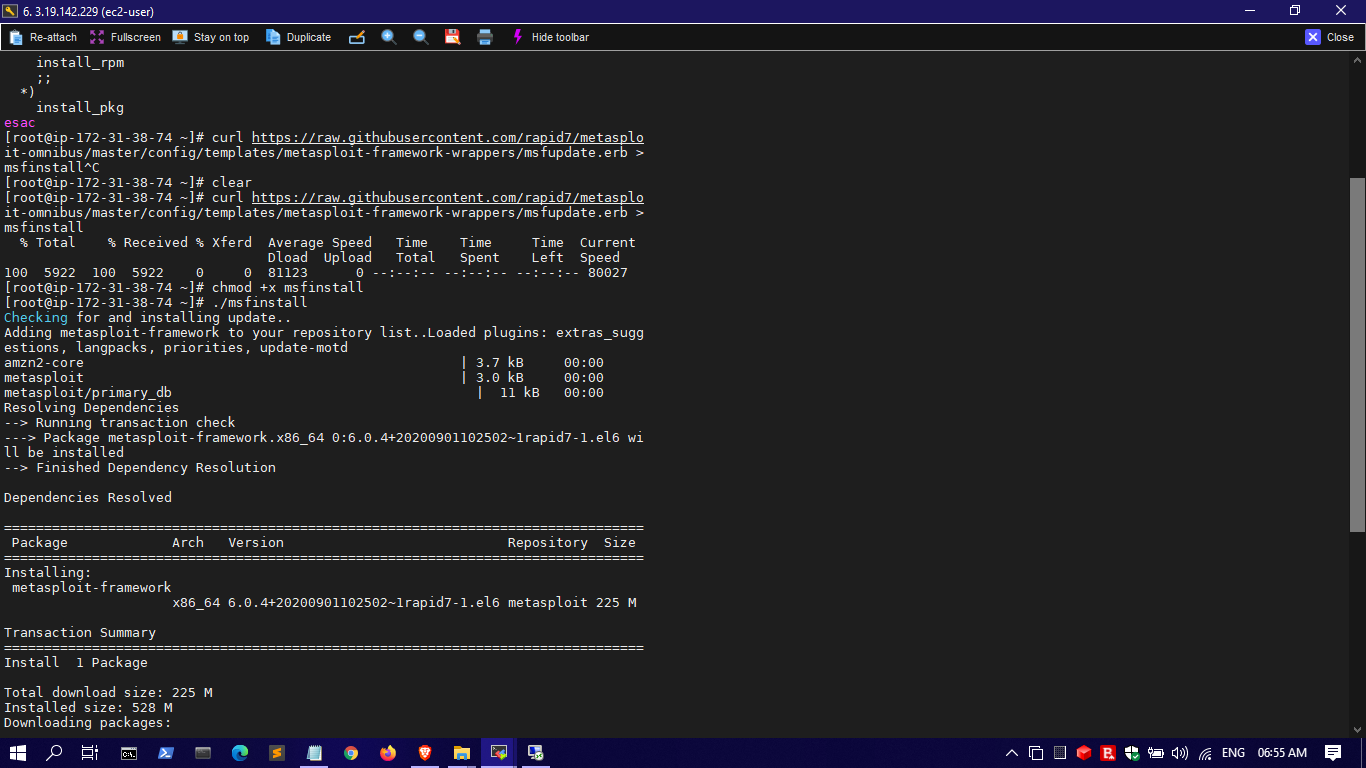 6. 3.19.142.229 (ec2-user)
Re-attach Fullscreen Stay on top Duplicate Hide toolbar Close
install_rpm
;;
*)
install_pkg
esac
[root@ip-172-31-38-74 ~]# curl https://raw.githubusercontent.com/rapid7/metasplo
it-omnibus/master/config/templates/metasploit-framework-wrappers/msfupdate.erb >
msfinstall^C
[root@ip-172-31-38-74 ~]# clear
[root@ip-172-31-38-74 ~]# curl https://raw.githubusercontent.com/rapid7/metasplo
it-omnibus/master/config/templates/metasploit-framework-wrappers/msfupdate.erb >
msfinstall
% Total % Received % Xferd Average Speed Time Time Time Current
Dload Upload Total Spent Left Speed
100 5922 100 5922 0 0 81123 0 --:--:-- --:--:-- --:--:-- 80027
[root@ip-172-31-38-74 ~]# chmod +x msfinstall
[root@ip-172-31-38-74 ~]# ./msfinstall
Checking for and installing update..
Adding metasploit-framework to your repository list..Loaded plugins: extras_sugg
estions, langpacks, priorities, update-motd
amzn2-core | 3.7 kB 00:00
metasploit | 3.0 kB 00:00
metasploit/primary_db | 11 kB 00:00
Resolving Dependencies
--> Running transaction check
---> Package metasploit-framework.x86_64 0:6.0.4+20200901102502~1rapid7-1.el6 wi
ll be installed
--> Finished Dependency Resolution
Dependencies Resolved
================================================================================
Package Arch Version Repository Size
================================================================================
Installing:
metasploit-framework
x86_64 6.0.4+20200901102502~1rapid7-1.el6 metasploit 225 M
Transaction Summary
================================================================================
Install 1 Package
Total download size: 225 M
Installed size: 528 M
Downloading packages:
ENG 06:55 AM